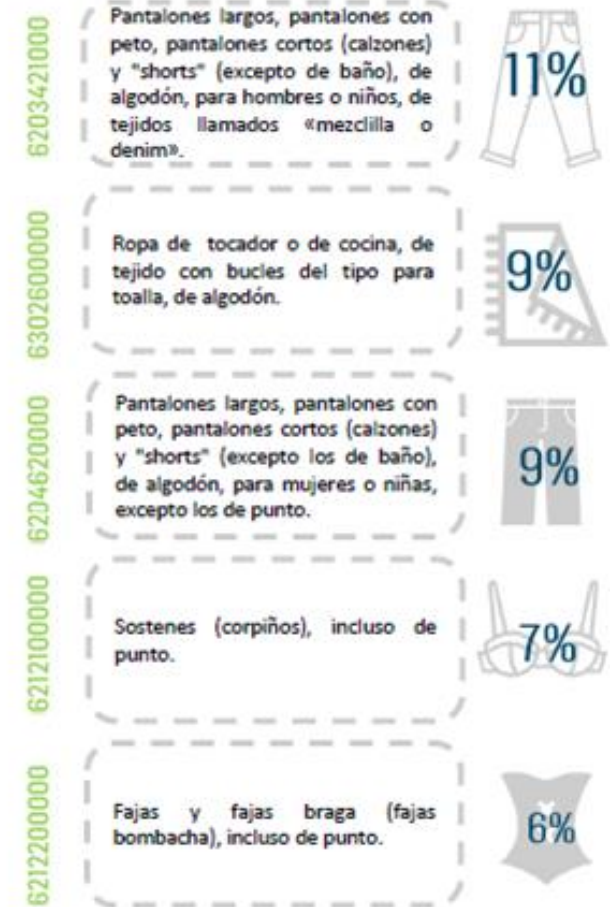 6203421000
Pantalones largos, pantalones con
peto, pantalones cortos (calzones)
y "shorts" (excepto de baño), de
algodón, para hombres o niños, de
tejidos llamados «mezclilla o
denim».
11%
6302600000
Ropa de tocador o de cocina, de
tejido con bucles del tipo para
toalla, de algodón.
9%
6204620000
Pantalones largos, pantalones con
peto, pantalones cortos (calzones)
y "shorts" (excepto los de baño),
de algodón, para mujeres o niñas,
excepto los de punto.
9%
6212100000
Sostenes (corpiños), incluso de
punto.
7%
6212200000
Fajas y fajas braga (fajas
bombacha), incluso de punto.
6%